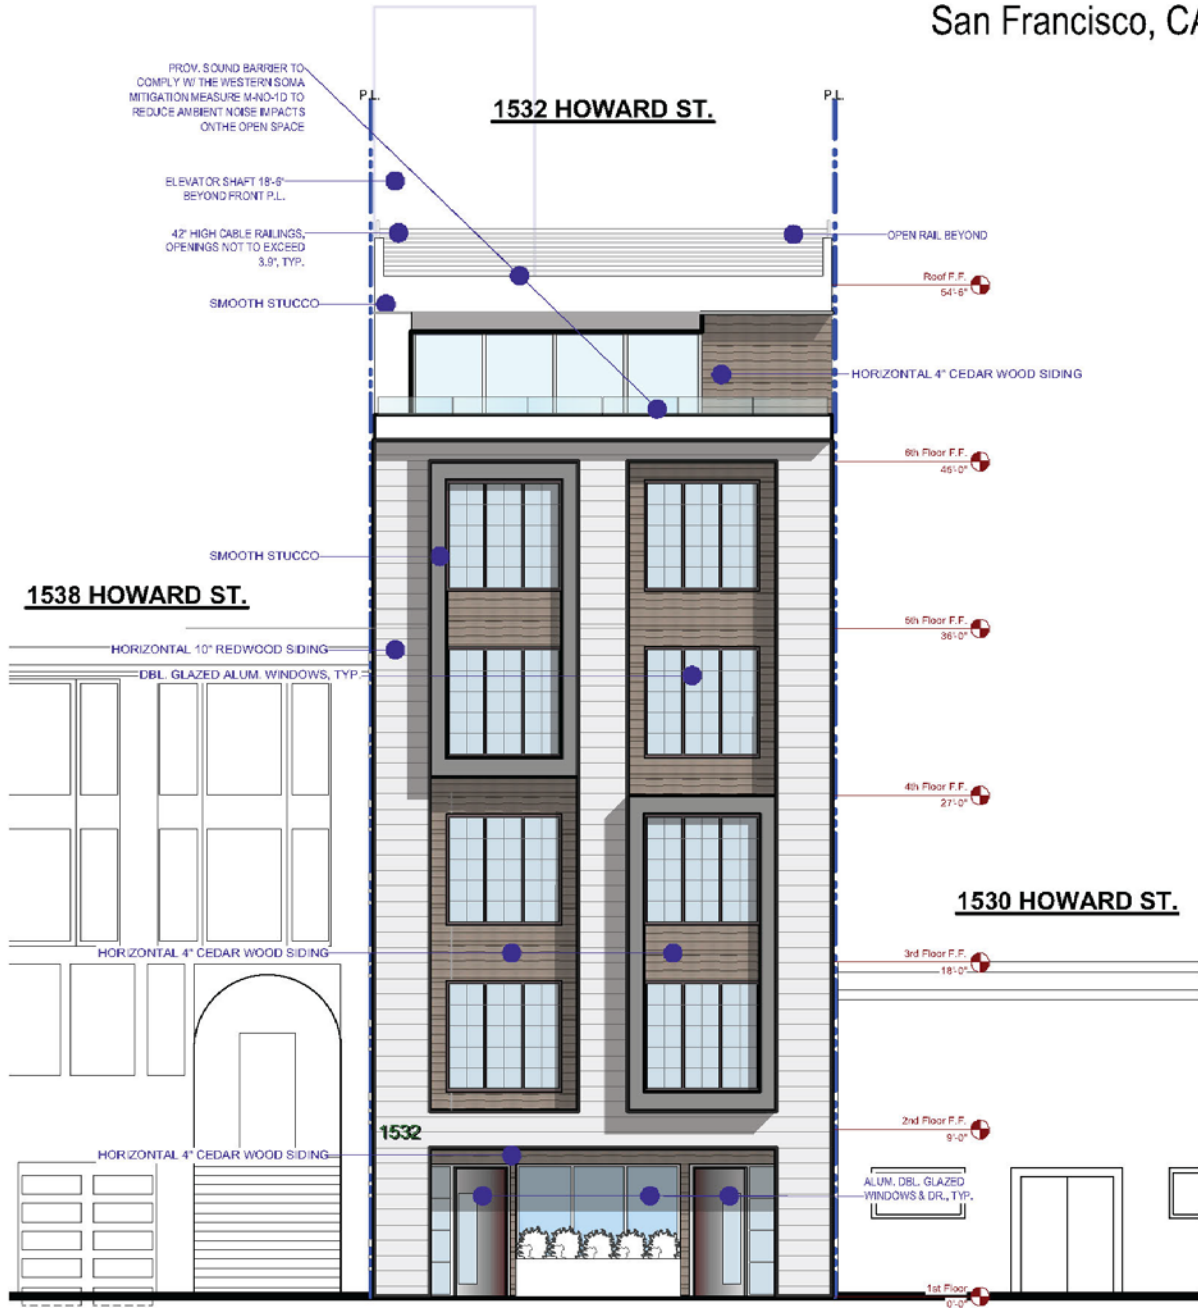 San Francisco, CA
PROV. SOUND BARRIER TO
COMPLY W/ THE WESTERN SOMA
MITIGATION MEASURE M-NO-1D TO
REDUCE AMBIENT NOISE IMPACTS
ONTHE OPEN SPACE
P.L.
1532 HOWARD ST.
P.L.
ELEVATOR SHAFT 18'-6"
BEYOND FRONT P.L.
42" HIGH CABLE RAILINGS,
OPENINGS NOT TO EXCEED
3.9", TYP.
OPEN RAIL BEYOND
Roof F.F.
54'-6"
SMOOTH STUCCO
HORIZONTAL 4" CEDAR WOOD SIDING
6th Floor F.F.
45'-0"
SMOOTH STUCCO
1538 HOWARD ST.
5th Floor F.F.
36'-0"
HORIZONTAL 10" REDWOOD SIDING
DBL. GLAZED ALUM. WINDOWS, TYP.
4th Floor F.F.
27'-0"
1530 HOWARD ST.
HORIZONTAL 4" CEDAR WOOD SIDING
3rd Floor F.F.
18'-0"
1532
2nd Floor F.F.
9'-0"
HORIZONTAL 4" CEDAR WOOD SIDING
ALUM. DBL. GLAZED
WINDOWS & DR., TYP.
1st Floor
0'-0"